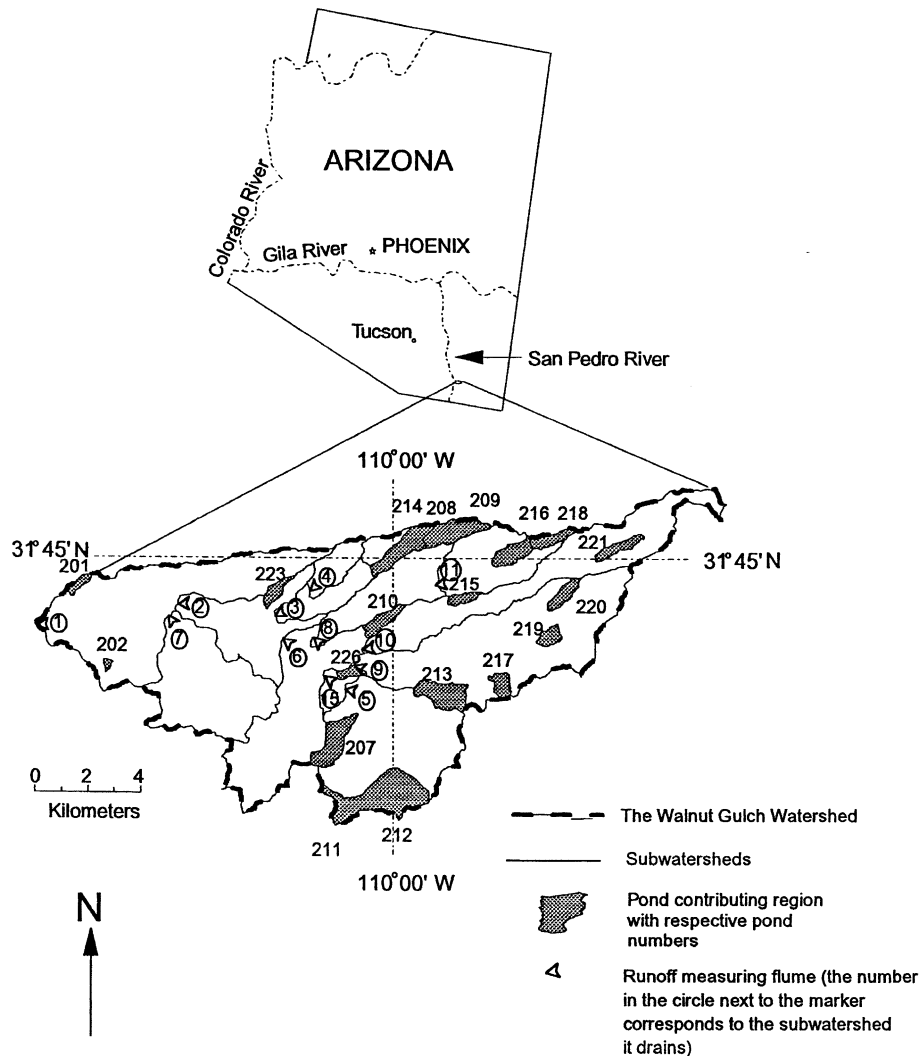 ARIZONA
Colorado River
Gila River
PHOENIX
Tucson
San Pedro River
110°00' W
214 208 209
216 218
31°45' N
31°45' N
201
223
4
11
221
215
1
2
3
210
220
202
7
8
219
6
10
226
9
217
213
15
5
207
0 2 4
Kilometers
211
212
110°00' W
The Walnut Gulch Watershed
Subwatersheds
N
Pond contributing region
with respective pond
numbers
Runoff measuring flume (the number
in the circle next to the marker
corresponds to the subwatershed
it drains)